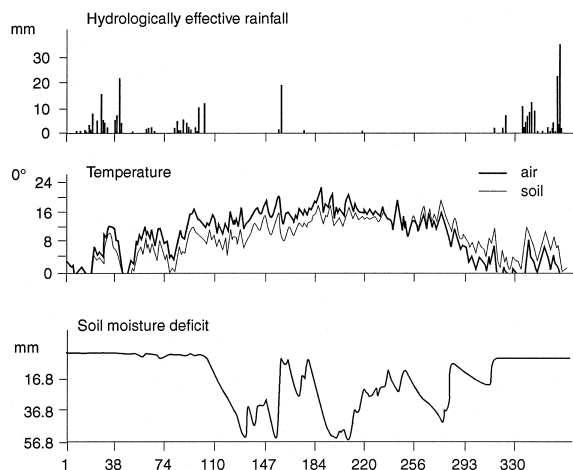 Hydrologically effective rainfall
mm
30
20
10
0
0°
Temperature
air
soil
24
16
8
4
0
Soil moisture deficit
mm
16.8
36.8
56.8
1 38 74 110 147 184 220 256 293 330